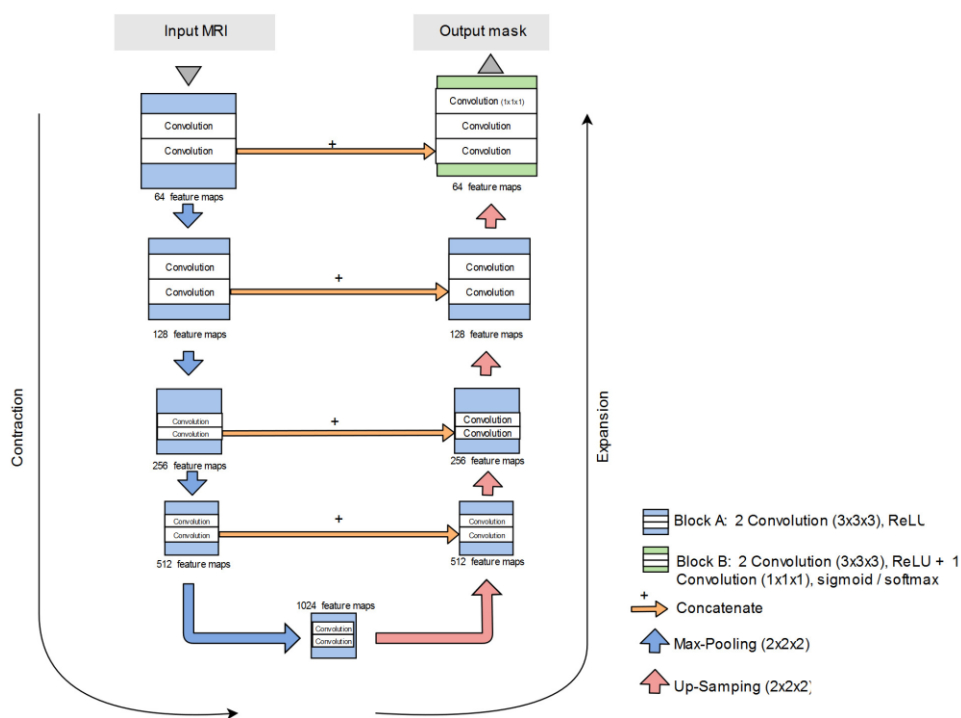 Input MRI
Output mask
Convolution
Convolution
64 feature maps
+
Convolution (1x1x1)
Convolution
Convolution
64 feature maps
Convolution
Convolution
128 feature maps
+
Convolution
Convolution
128 feature maps
Contraction
Expansion
Convolution
Convolution
256 feature maps
+
Convolution
Convolution
256 feature maps
Convolution
Convolution
512 feature maps
+
Convolution
Convolution
512 feature maps
1024 feature maps
Convolution
Convolution
Block A: 2 Convolution (3x3x3), ReLU
Block B: 2 Convolution (3x3x3), ReLU + 1
Convolution (1x1x1), sigmoid / softmax
+
Concatenate
Max-Pooling (2x2x2)
Up-Samping (2x2x2)